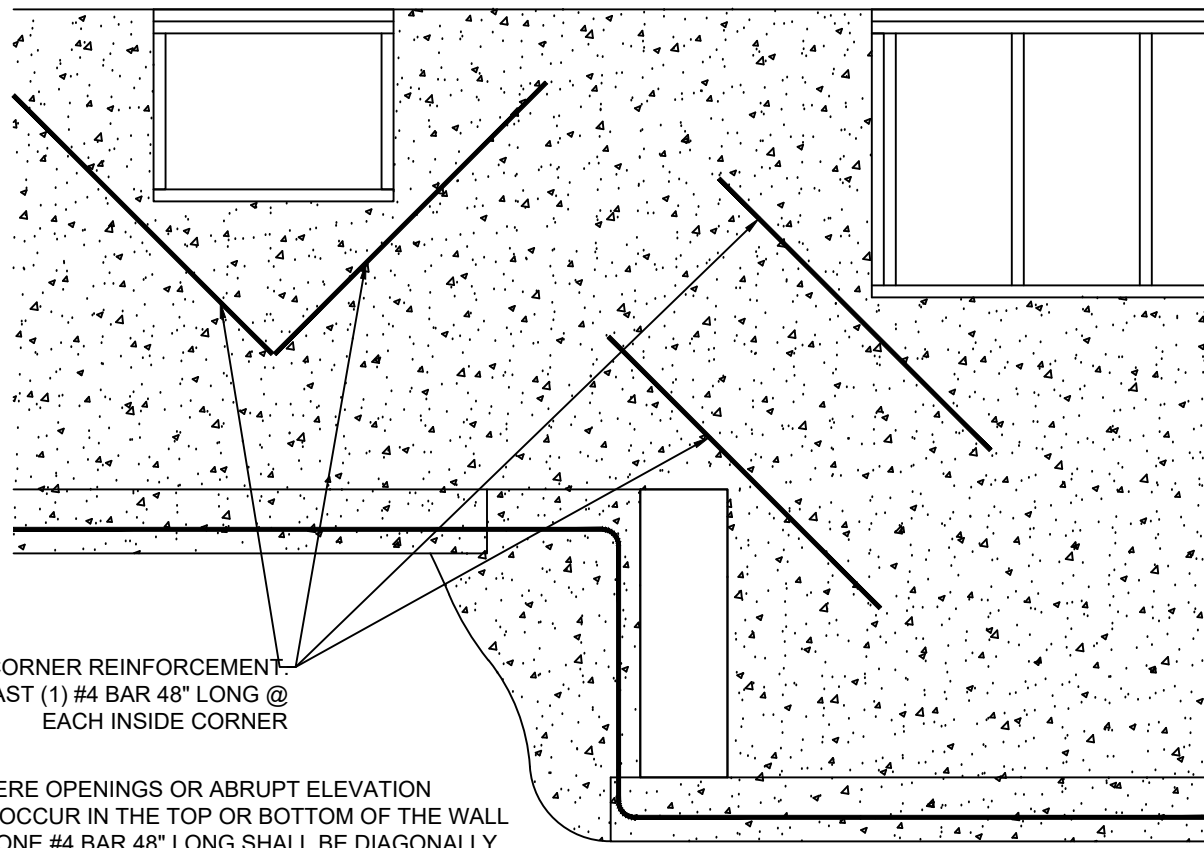 CORNER REINFORCEMENT:
AST (1) #4 BAR 48" LONG @
EACH INSIDE CORNER
ERE OPENINGS OR ABRUPT ELEVATION
OCCUR IN THE TOP OR BOTTOM OF THE WALL
ONE #4 BAR 48" LONG SHALL BE DIAGONALLY